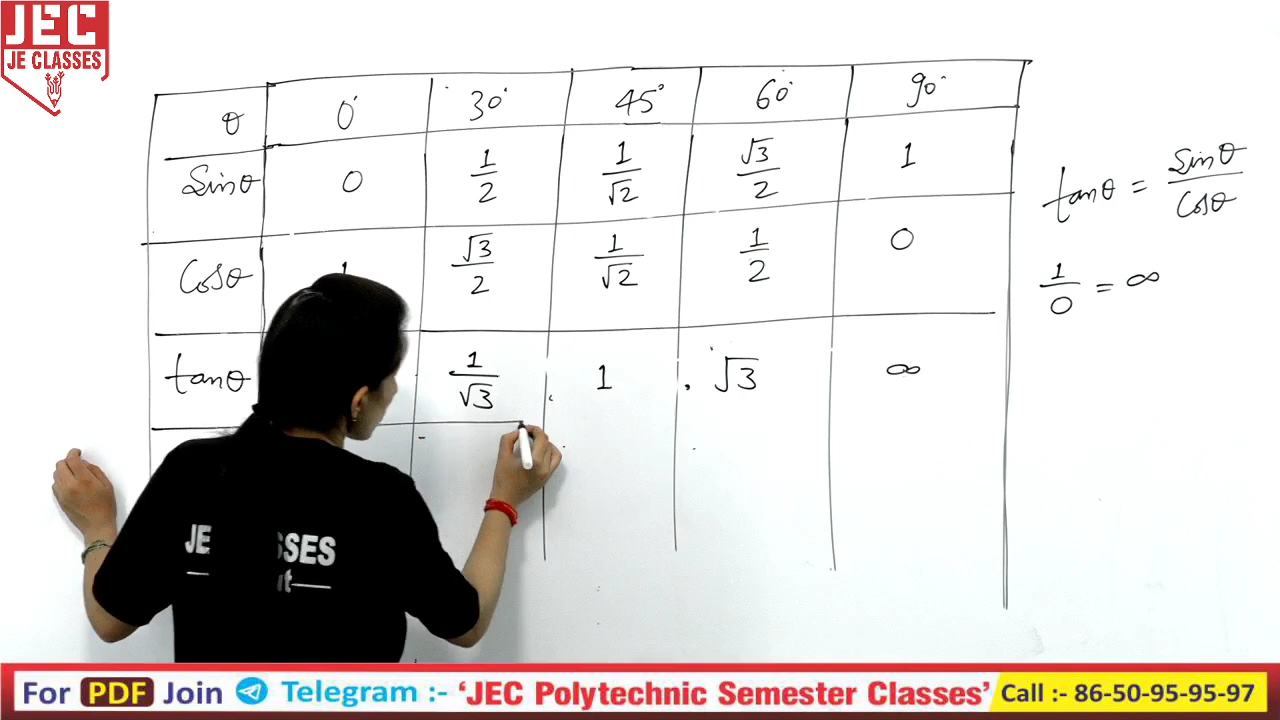 JEC
JE CLASSES
θ 0° 30° 45° 60° 90°
Sinθ 0 1/2 1/√2 √3/2 1
Cosθ 1 √3/2 1/√2 1/2 0
tanθ 1/√3 1 √3 ∞
tanθ = Sinθ/Cosθ
1/0 = ∞
JE SSES
For PDF Join Telegram :- ‘JEC Polytechnic Semester Classes’ Call :- 86-50-95-95-97